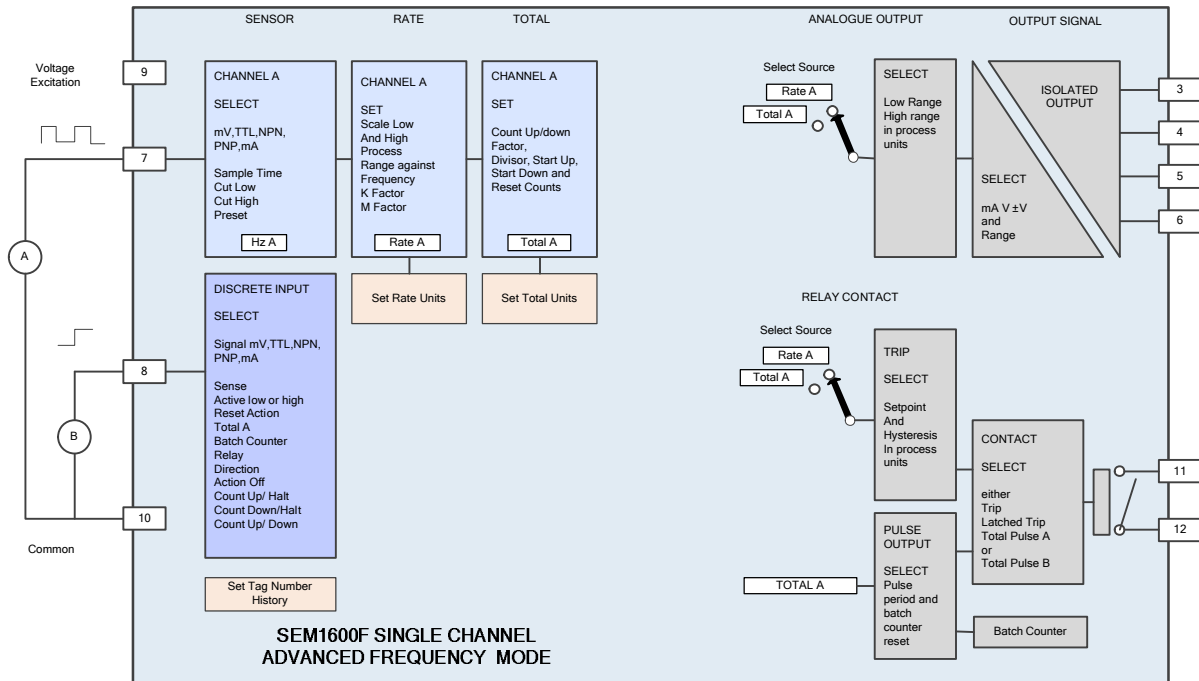 SENSOR
RATE
TOTAL
ANALOGUE OUTPUT
OUTPUT SIGNAL
Voltage
Excitation
9
7
A
8
B
10
Common
CHANNEL A
SELECT
mV,TTL,NPN,
PNP,mA
Sample Time
Cut Low
Cut High
Preset
Hz A
CHANNEL A
SET
Scale Low
And High
Process
Range against
Frequency
K Factor
M Factor
Rate A
CHANNEL A
SET
Count Up/down
Factor,
Divisor, Start Up,
Start Down and
Reset Counts
Total A
Set Rate Units
Set Total Units
DISCRETE INPUT
SELECT
Signal mV,TTL,NPN,
PNP,mA
Sense
Active low or high
Reset Action
Total A
Batch Counter
Relay
Direction
Action Off
Count Up/ Halt
Count Down/Halt
Count Up/ Down
Set Tag Number
History
SEM1600F SINGLE CHANNEL
ADVANCED FREQUENCY MODE
Select Source
Rate A
Total A
SELECT
Low Range
High range
in process
units
ISOLATED
OUTPUT
SELECT
mA V ±V
and
Range
3
4
5
6
RELAY CONTACT
Select Source
Rate A
Total A
TRIP
SELECT
Setpoint
And
Hysteresis
In process
units
CONTACT
SELECT
either
Trip
Latched Trip
Total Pulse A
or
Total Pulse B
11
12
TOTAL A
PULSE
OUTPUT
SELECT
Pulse
period and
batch
counter
reset
Batch Counter